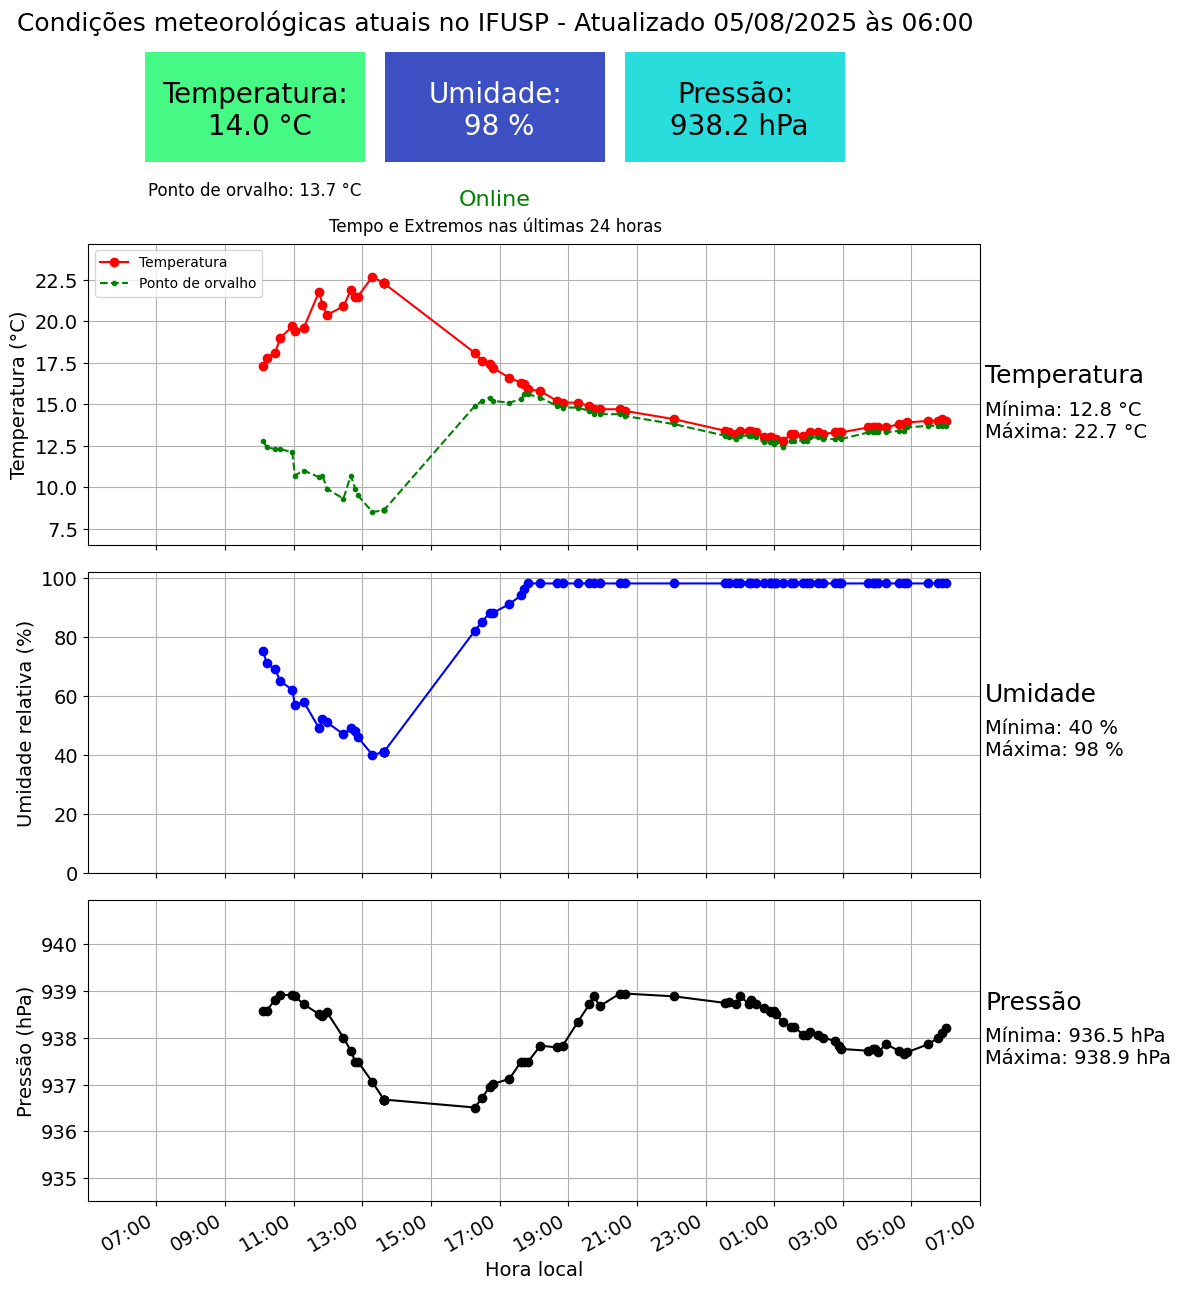 Condições meteorológicas atuais no IFUSP - Atualizado 05/08/2025 às 06:00
Temperatura:
14.0 °C
Umidade:
98 %
Pressão:
938.2 hPa
Ponto de orvalho: 13.7 °C
Online
Tempo e Extremos nas últimas 24 horas
Temperatura
Ponto de orvalho
Temperatura (°C)
22.5
20.0
17.5
15.0
12.5
10.0
7.5
Temperatura
Mínima: 12.8 °C
Máxima: 22.7 °C
Umidade relativa (%)
100
80
60
40
20
0
Umidade
Mínima: 40 %
Máxima: 98 %
Pressão (hPa)
940
939
938
937
936
935
Pressão
Mínima: 936.5 hPa
Máxima: 938.9 hPa
07:00
09:00
11:00
13:00
15:00
17:00
19:00
21:00
23:00
01:00
03:00
05:00
07:00
Hora local